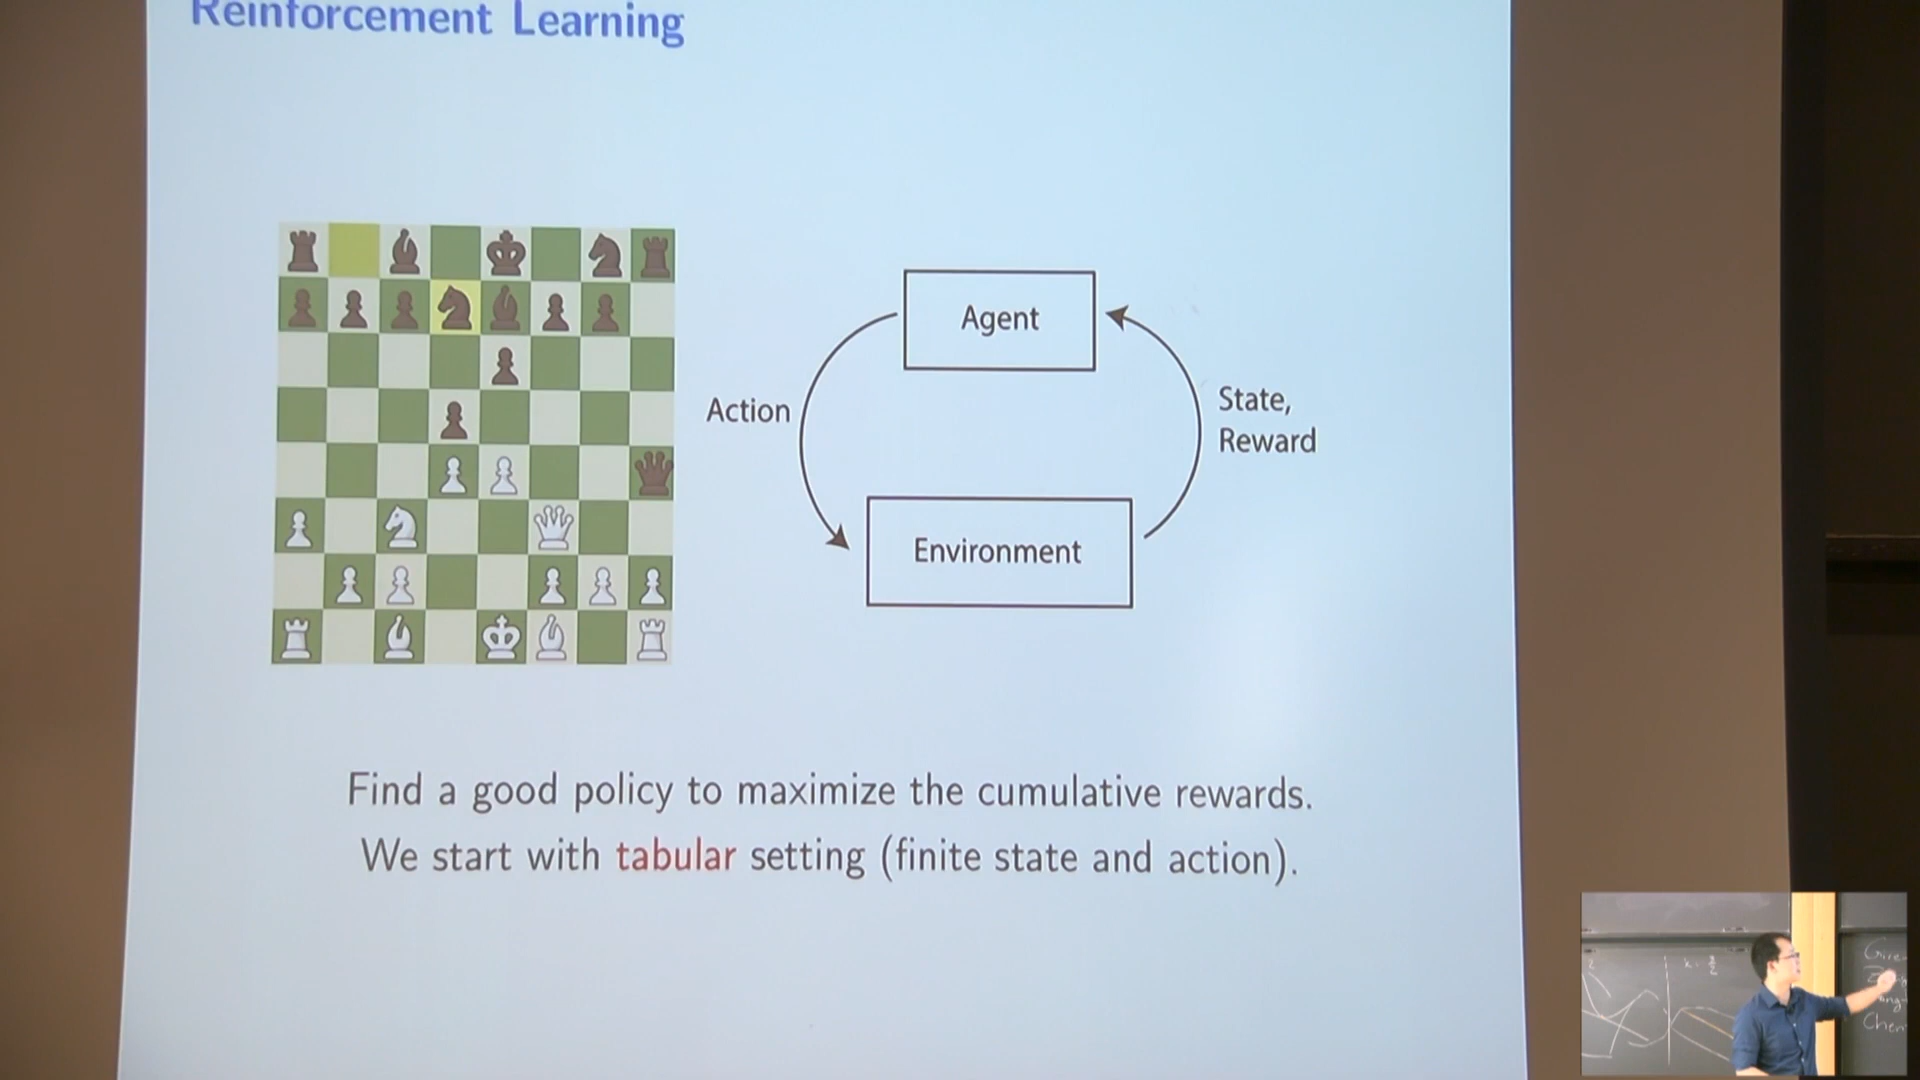 Reinforcement Learning
Agent
Action
State,
Reward
Environment
Find a good policy to maximize the cumulative rewards.
We start with tabular setting (finite state and action).